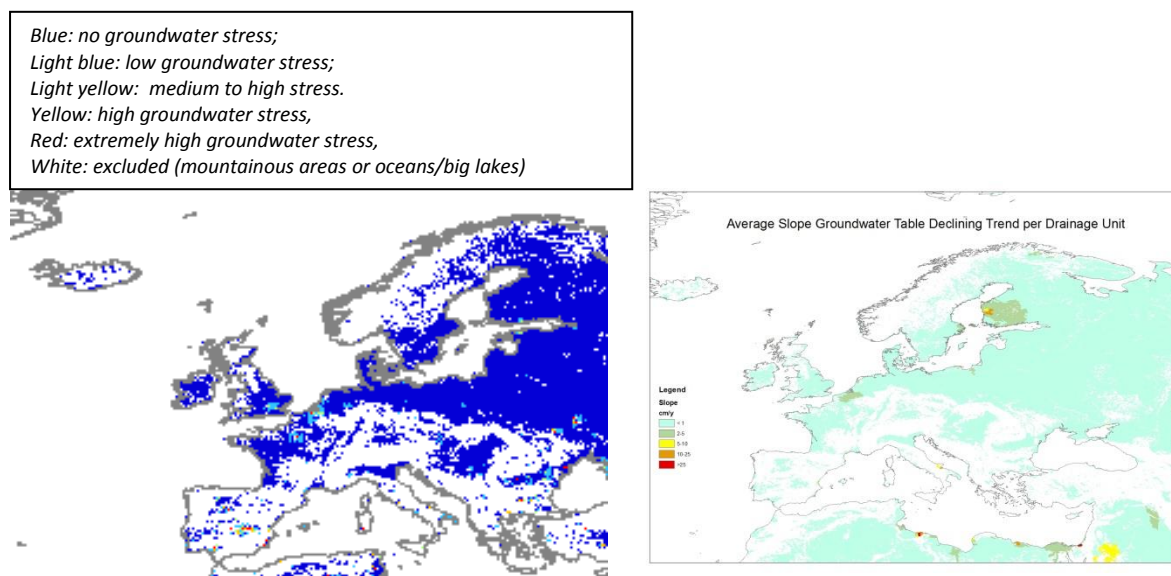 Blue: no groundwater stress;
Light blue: low groundwater stress;
Light yellow:  medium to high stress.
Yellow: high groundwater stress,
Red: extremely high groundwater stress,
White: excluded (mountainous areas or oceans/big lakes)
Average Slope Groundwater Table Declining Trend per Drainage Unit
Legend
Slope
cm/y
< 1
2-5
5-10
10-25
>25